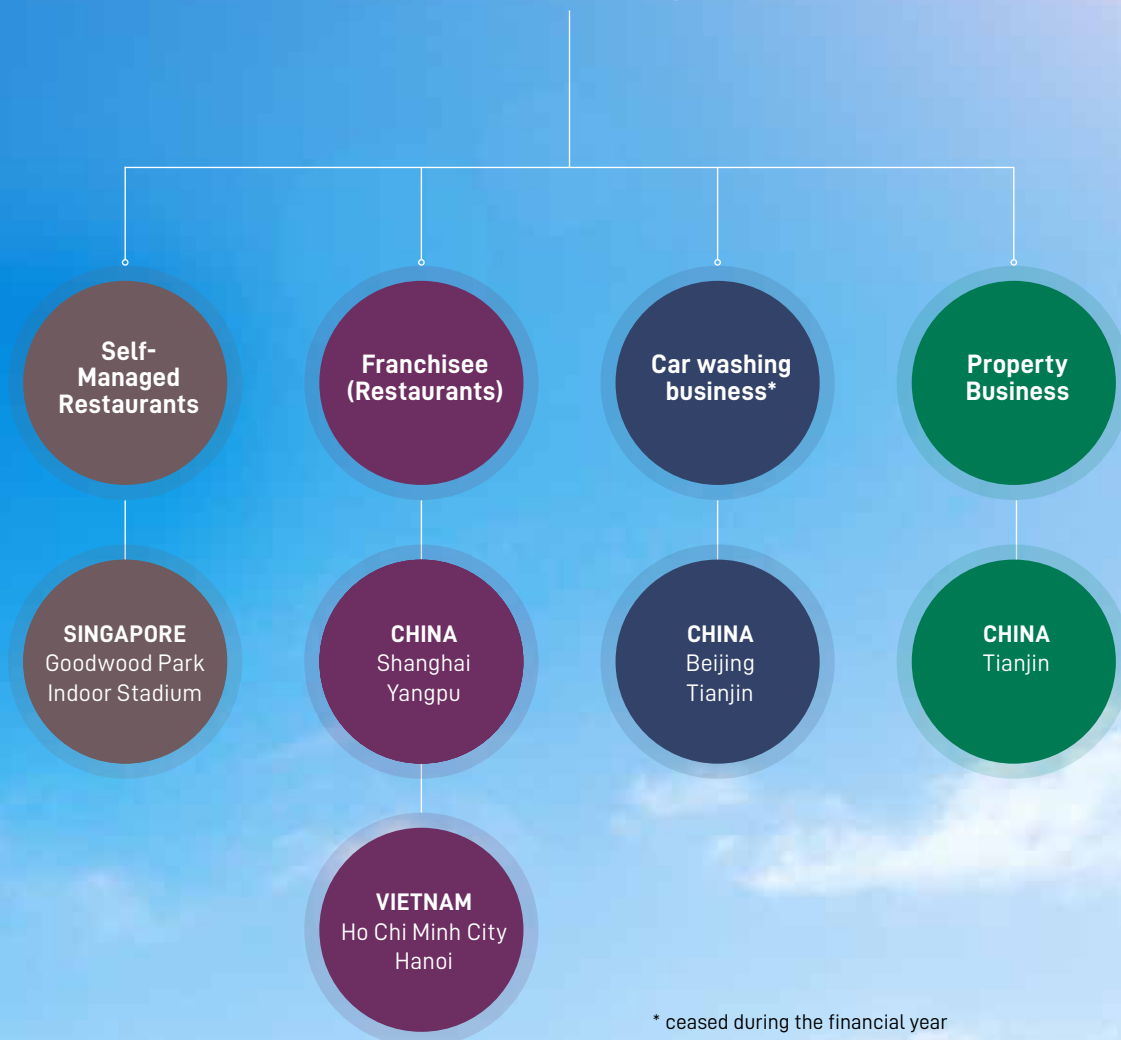 Self-
Managed
Restaurants
Franchisee
(Restaurants)
Car washing
business*
Property
Business
SINGAPORE
Goodwood Park
Indoor Stadium
CHINA
Shanghai
Yangpu
CHINA
Beijing
Tianjin
CHINA
Tianjin
VIETNAM
Ho Chi Minh City
Hanoi
* ceased during the financial year